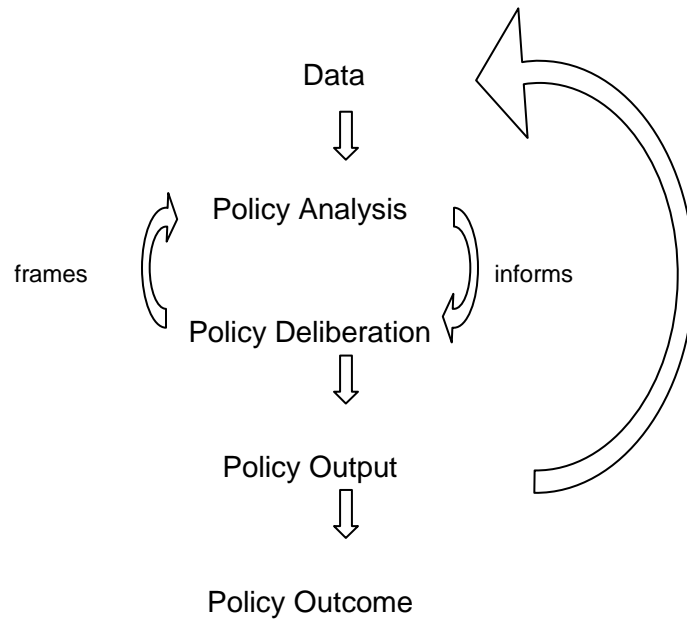 Data
Policy Analysis
frames
informs
Policy Deliberation
Policy Output
Policy Outcome